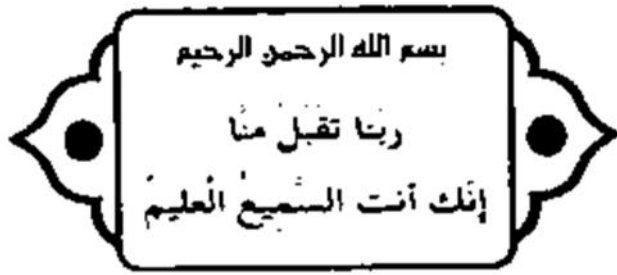 بسم الله الرحمن الرحيم
ربنا تقبل منا
إنك أنت السميع العليم